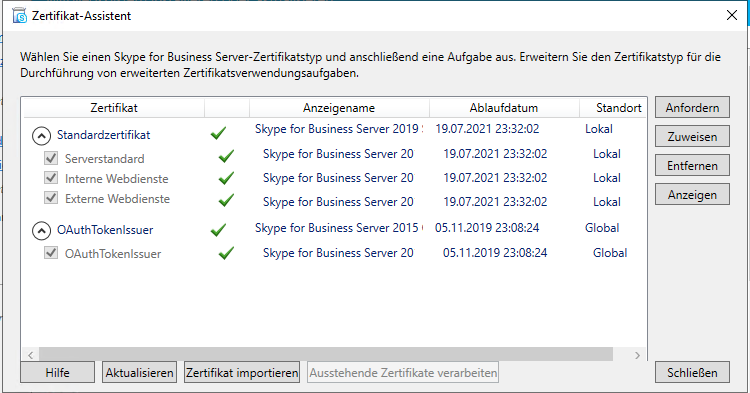 Zertifikat-Assistent
Wählen Sie einen Skype for Business Server-Zertifikatstyp und anschließend eine Aufgabe aus. Erweitern Sie den Zertifikatstyp für die
Durchführung von erweiterten Zertifikatsverwendungsaufgaben.
Zertifikat Anzeigename Ablaufdatum Standort
Standardzertifikat Skype for Business Server 2019 S 19.07.2021 23:32:02 Lokal
Serverstandard Skype for Business Server 20 19.07.2021 23:32:02 Lokal
Interne Webdienste Skype for Business Server 20 19.07.2021 23:32:02 Lokal
Externe Webdienste Skype for Business Server 20 19.07.2021 23:32:02 Lokal
OAuthTokenIssuer Skype for Business Server 2015 05.11.2019 23:08:24 Global
OAuthTokenIssuer Skype for Business Server 20 05.11.2019 23:08:24 Global
Anfordern
Zuweisen
Entfernen
Anzeigen
Hilfe Aktualisieren Zertifikat importieren Ausstehende Zertifikate verarbeiten Schließen